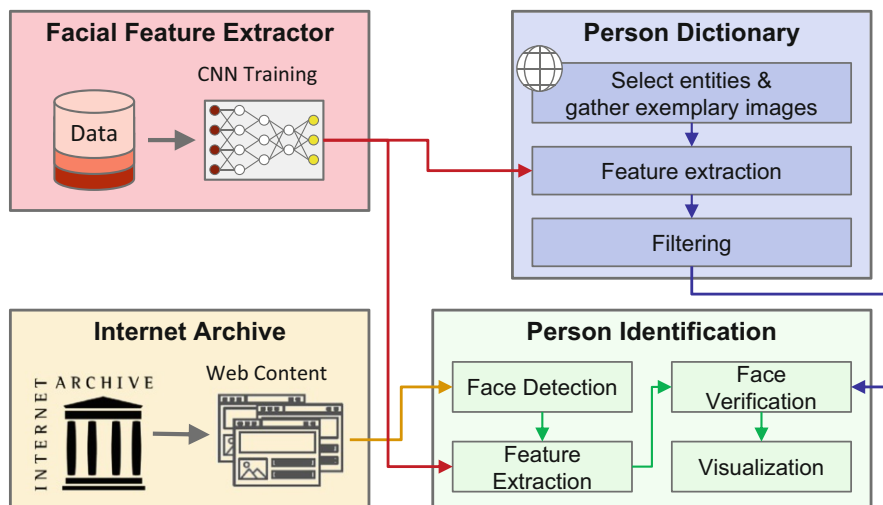 Facial Feature Extractor
CNN Training
Data
Person Dictionary
Select entities &
gather exemplary images
Feature extraction
Filtering
Internet Archive
INTERNET
ARCHIVE
Web Content
Person Identification
Face Detection
Feature
Extraction
Face
Verification
Visualization